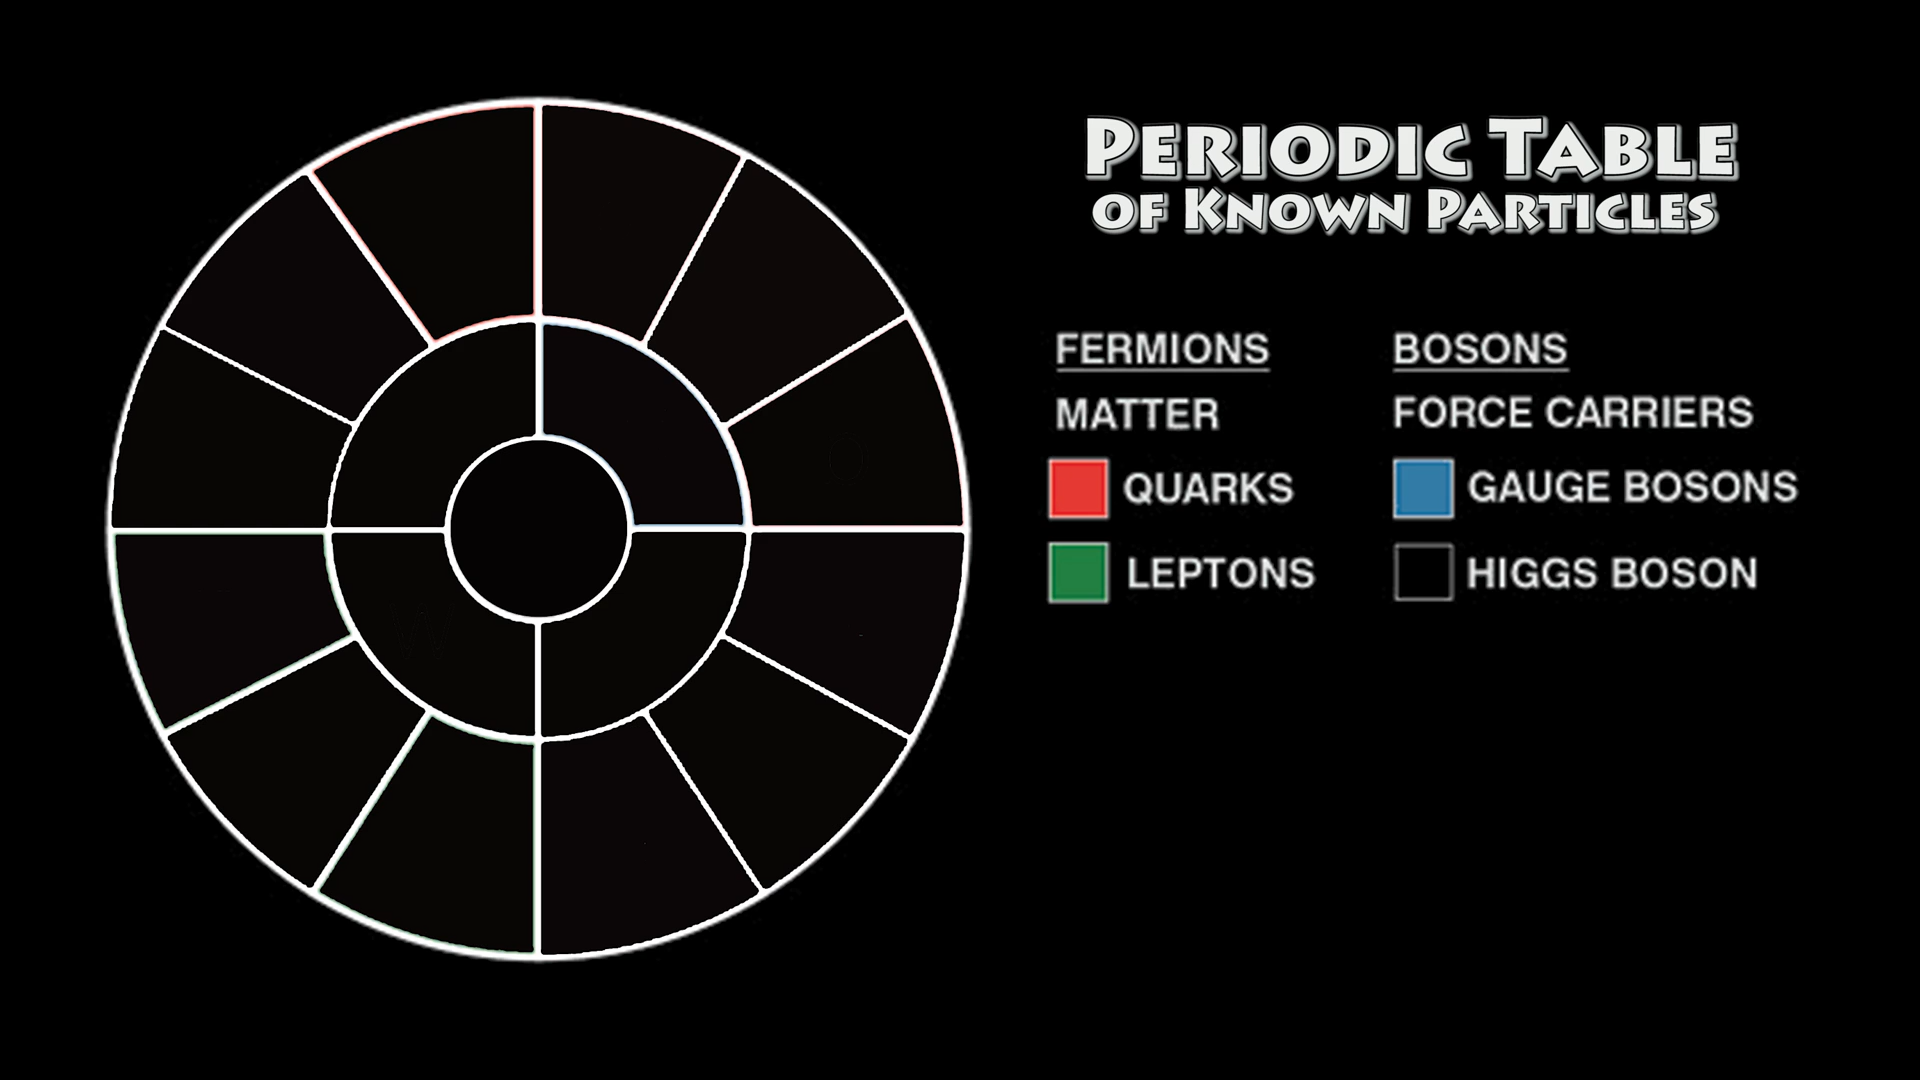 PERIODIC TABLE
OF KNOWN PARTICLES
FERMIONS
MATTER
QUARKS
LEPTONS
BOSONS
FORCE CARRIERS
GAUGE BOSONS
HIGGS BOSON